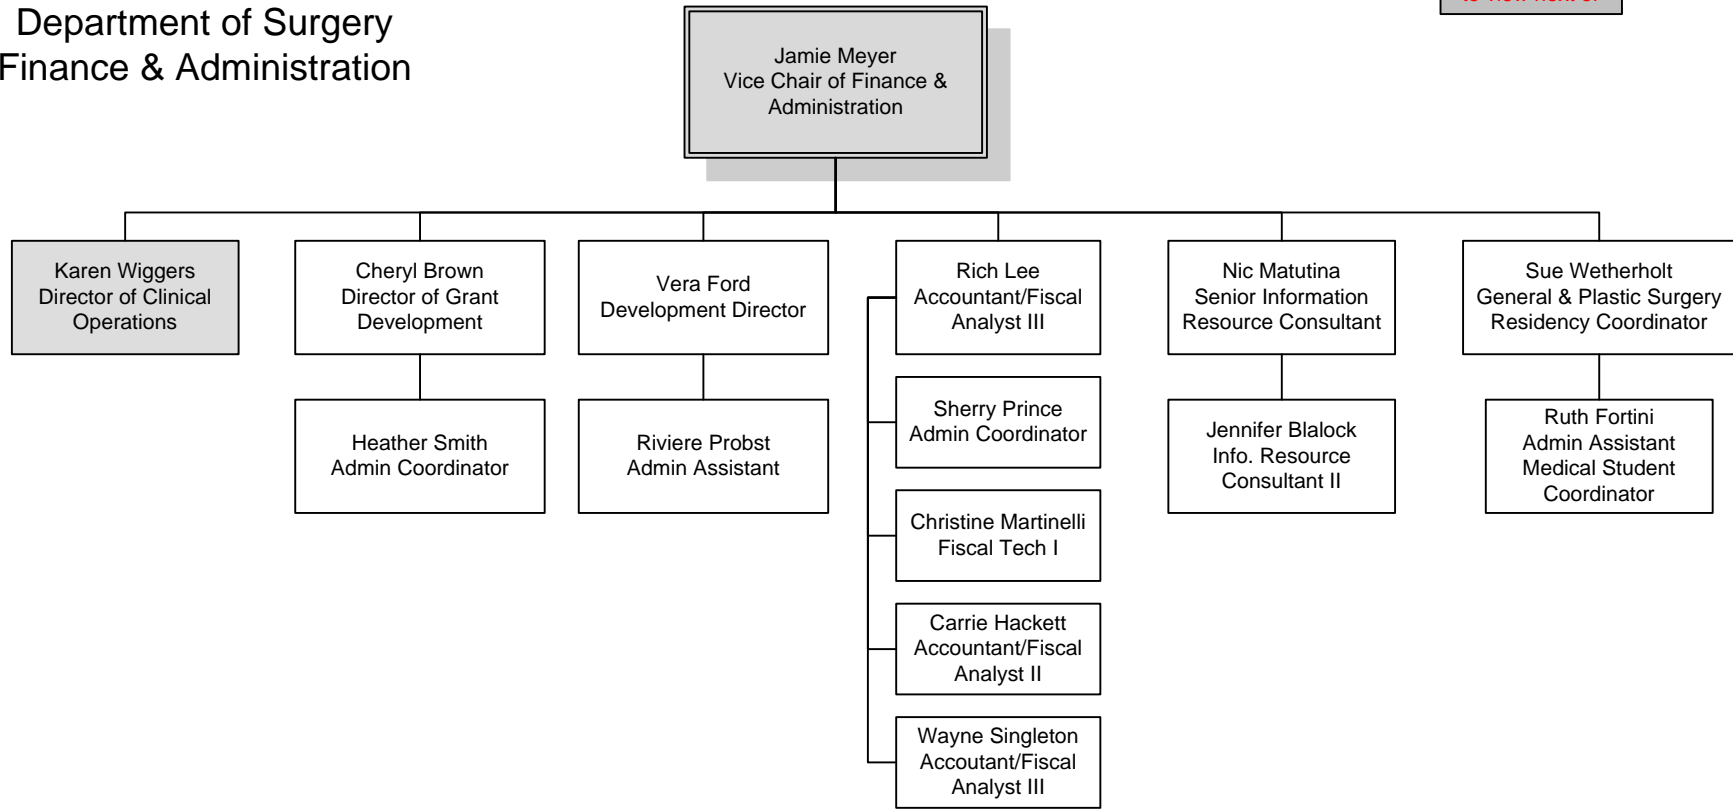 Department of Surgery
Finance & Administration
Jamie Meyer
Vice Chair of Finance &
Administration
Karen Wiggers
Director of Clinical
Operations
Cheryl Brown
Director of Grant
Development
Vera Ford
Development Director
Rich Lee
Accountant/Fiscal
Analyst III
Nic Matutina
Senior Information
Resource Consultant
Sue Wetherholt
General & Plastic Surgery
Residency Coordinator
Heather Smith
Admin Coordinator
Riviere Probst
Admin Assistant
Sherry Prince
Admin Coordinator
Christine Martinelli
Fiscal Tech I
Carrie Hackett
Accountant/Fiscal
Analyst II
Wayne Singleton
Accoutant/Fiscal
Analyst III
Jennifer Blalock
Info. Resource
Consultant II
Ruth Fortini
Admin Assistant
Medical Student
Coordinator